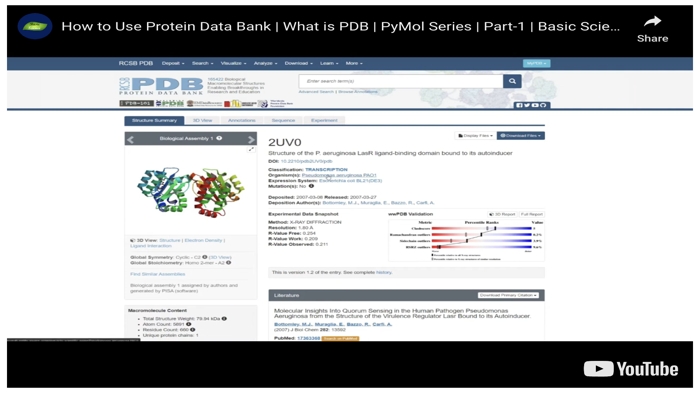 How to Use Protein Data Bank | What is PDB | PyMol Series | Part-1 | Basic Scie...
Share
RCSB PDB Deposit Search Visualize Analyze Download Learn More
MyPDB
PDB
PROTEIN DATA BANK
Biological
Macromolecular Structures
Enabling Breakthroughs in
Research and Education
Enter search term(s)
Advanced Search | Browse Annotations
Structure Summary 3D View Annotations Sequence Experiment
Biological Assembly 1
Display Files Download Files
2UV0
Structure of the P. aeruginosa LasR ligand-binding domain bound to its autoinducer
DOI: 10.2210/pdb2UV0/pdb
Classification: TRANSCRIPTION
Organism(s): Pseudomonas aeruginosa PAO1
Expression System: Escherichia coli BL21(DE3)
Mutation(s): No
Deposited: 2007-03-08 Released: 2007-03-27
Deposition Author(s): Bottomley, M.J., Muraglia, E., Bazzo, R., Carfi, A.
Experimental Data Snapshot
Method: X-RAY DIFFRACTION
Resolution: 1.80 Å
R-Value Free:
R-Value Work:
R-Value Observed: 0.211
wwPDB Validation
3D Report Full Report
Metric Percentile Ranks Value
Clashscore
Ramachandran outliers
Sidechain outliers
RSRZ outliers
3D View: Structure | Electron Density |
Ligand Interaction
Global Symmetry: Cyclic - C2 (3D View)
Global Stoichiometry: Homo 2-mer - A2
Find Similar Assemblies
Biological assembly 1 assigned by authors and
generated by PISA (software)
This is version 1.2 of the entry. See complete history.
Macromolecule Content
Total Structure Weight: 79.94 kDa
Atom Count:
Residue Count:
Unique protein chains: 1
Literature
Download Primary Citation
Molecular Insights Into Quorum Sensing in the Human Pathogen Pseudomonas
Aeruginosa from the Structure of the Virulence Regulator Lasr Bound to its Autoinducer.
Bottomley, M.J., Muraglia, E., Bazzo, R., Carfi, A.
(2007) J Biol Chem 282: 13592
PubMed: 17363368
YouTube